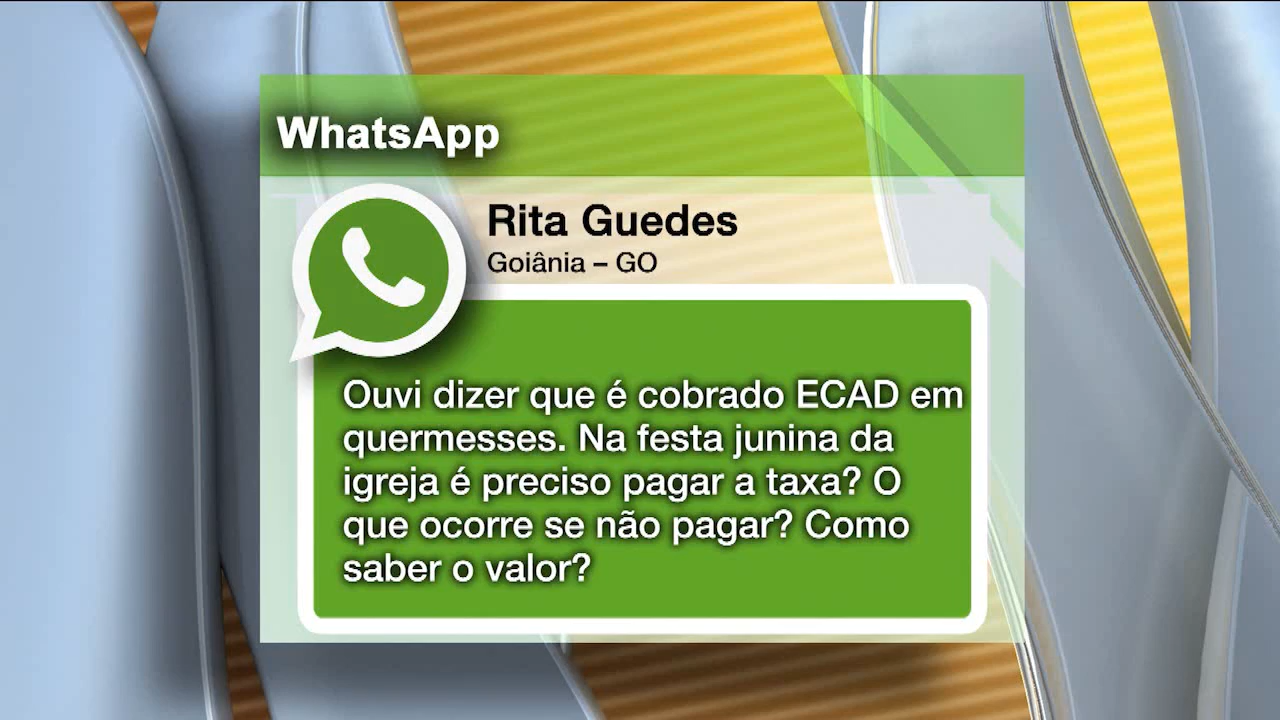 WhatsApp
Rita Guedes
Goiânia – GO
Ouvi dizer que é cobrado ECAD em
quermesses. Na festa junina da
igreja é preciso pagar a taxa? O
que ocorre se não pagar? Como
saber o valor?